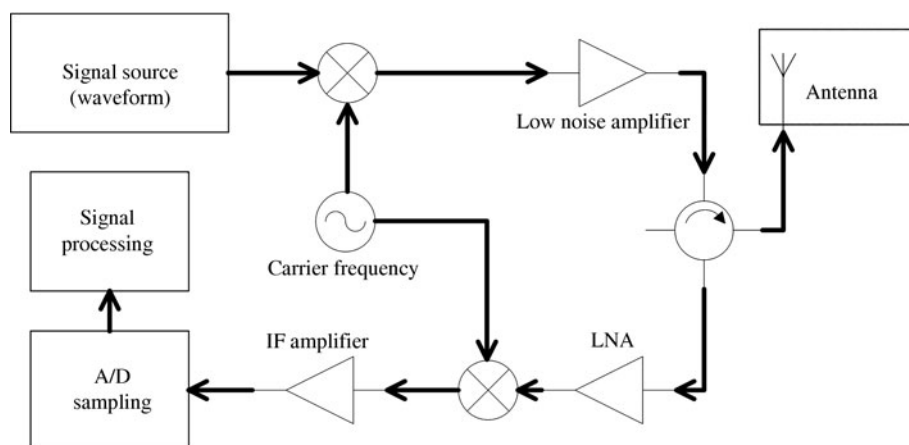 Signal source
(waveform)
Antenna
Low noise amplifier
Signal
processing
Carrier frequency
IF amplifier
LNA
A/D
sampling